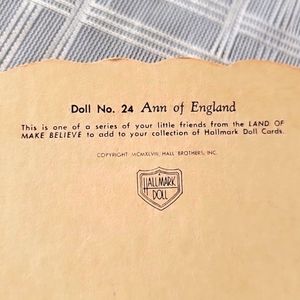 Doll No. 24 Ann of England
This is one of a series of your little friends from the LAND OF
MAKE BELIEVE to add to your collection of Hallmark Doll Cards.
COPYRIGHT MCMXLVIII, HALL BROTHERS, INC.
HALLMARK
DOLL